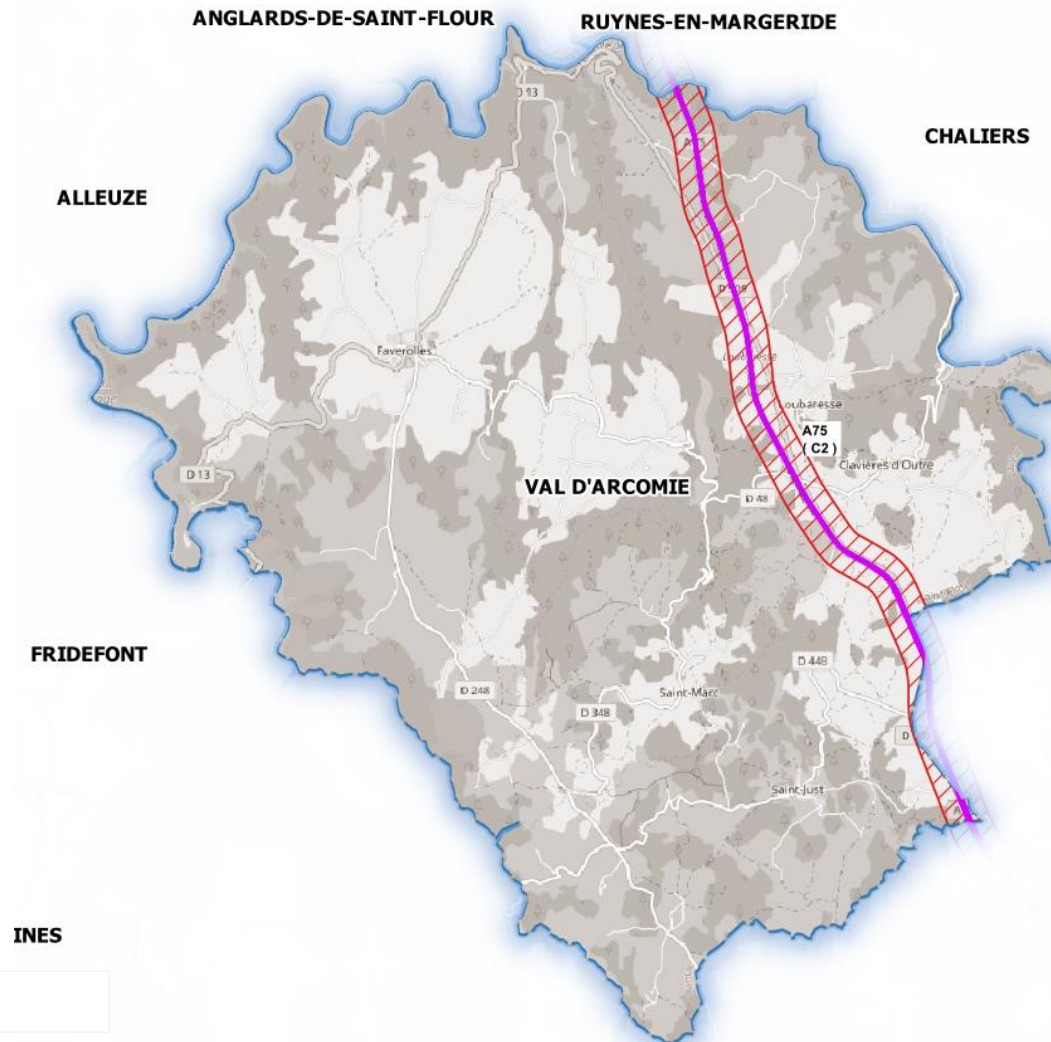 ANGLARDS-DE-SAINT-FLOUR
RUYNES-EN-MARGERIDE
D 13
CHALIERS
ALLEUZE
Faverolles
Loubaresse
A75
( C2 )
Clavières d'Outre
D 13
VAL D'ARCOMIE
D 48
FRIDEFONT
D 448
D 248
Saint-Marc
D 348
D
Saint-Just
INES